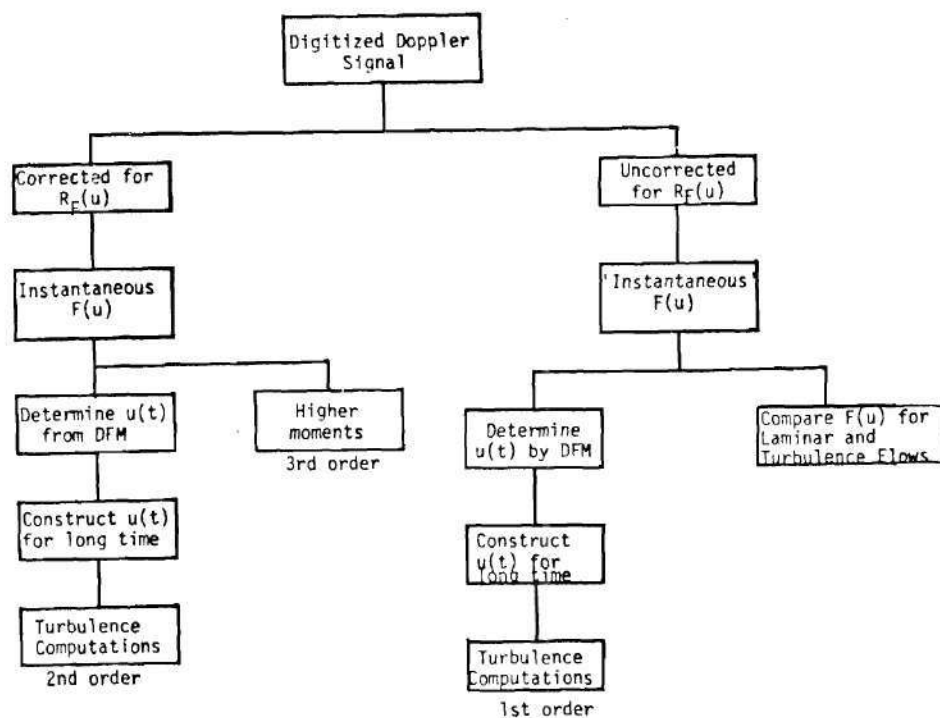 Digitized Doppler
Signal
Corrected for
R_F(u)
Uncorrected
for R_F(u)
Instantaneous
F(u)
'Instantaneous'
F(u)
Determine u(t)
from DFM
Higher
moments
3rd order
Determine
u(t) by DFM
Compare F(u) for
Laminar and
Turbulence Flows
Construct u(t)
for long time
Construct
u(t) for
long time
Turbulence
Computations
2nd order
Turbulence
Computations
1st order